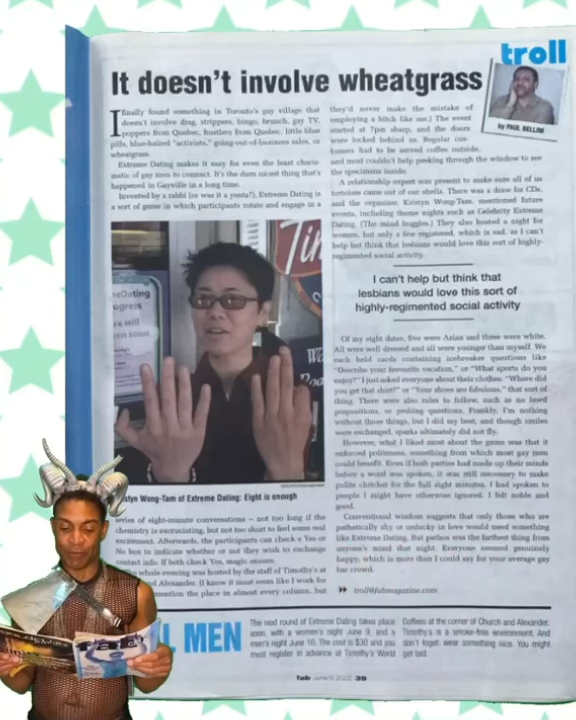 troll
It doesn't involve wheatgrass
by PAUL BELLINI
I finally found something in Toronto's gay village that
doesn't involve drag, strippers, bingo, brunch, gay TV,
poppers from Quebec, hustlers from Quebec, little blue
pills, blue-haired "activists," going-out-of-business sales, or
wheatgrass.
Extreme Dating makes it easy for even the least charis-
matic of gay men to connect. It's the darn nicest thing that's
happened in Gayville in a long time.
Invented by a rabbi (or was it a yenta?), Extreme Dating is
a sort of game in which participants rotate and engage in a
Tim
eDating
ogress
re will
en soon
styn Wong-Tam of Extreme Dating: Eight is enough
series of eight-minute conversations – not too long if the
chemistry is excruciating, but not too short to feel some real
excitement. Afterwards, the participants can check a Yes or
No box to indicate whether or not they wish to exchange
contact info. If both check Yes, magic ensues.
The whole evening was hosted by the staff of Timothy's at
and Alexander. (I know it must seem like I work for
mention the place in almost every column, but
they'd never make the mistake of
employing a bitch like me.) The event
started at 7pm sharp, and the doors
were locked behind us. Regular cus-
tomers had to be served coffee outside,
and most couldn't help peeking through the window to see
the specimens inside.
A relationship expert was present to make sure all of us
tortoises came out of our shells. There was a draw for CDs,
and the organizer, Kristyn Wong-Tam, mentioned future
events, including theme nights such as Celebrity Extreme
Dating. (The mind boggles.) They also hosted a night for
women, but only a few registered, which is sad, as I can't
help but think that lesbians would love this sort of highly-
regimented social activity.
I can't help but think that
lesbians would love this sort of
highly-regimented social activity
Of my eight dates, five were Asian and three were white.
All were well dressed and all were younger than myself. We
each held cards containing icebreaker questions like
"Describe your favourite vacation," or "What sports do you
enjoy?" I just asked everyone about their clothes. "Where did
you get that shirt?" or "Your shoes are fabulous," that sort of
thing. There were also rules to follow, such as no lewd
propositions, or probing questions. Frankly, I'm nothing
without those things, but I did my best, and though smiles
were exchanged, sparks ultimately did not fly.
However, what I liked most about the game was that it
enforced politeness, something from which most gay men
could benefit. Even if both parties had made up their minds
before a word was spoken, it was still necessary to make
polite chitchat for the full eight minutes. I had spoken to
people I might have otherwise ignored. I felt noble and
good.
Conventional wisdom suggests that only those who are
pathetically shy or unlucky in love would need something
like Extreme Dating. But pathos was the farthest thing from
anyone's mind that night. Everyone seemed genuinely
happy, which is more than I could say for your average gay
bar crowd.
troll@fabmagazine.com
L MEN
The next round of Extreme Dating takes place
soon, with a women's night June 9, and a
men's night June 16. The cost is $30 and you
must register in advance at Timothy's World
Coffees at the corner of Church and Alexander.
Timothy's is a smoke-free environment. And
don't foget: wear something nice. You might
get laid.
fab June 5 2002 39
fab